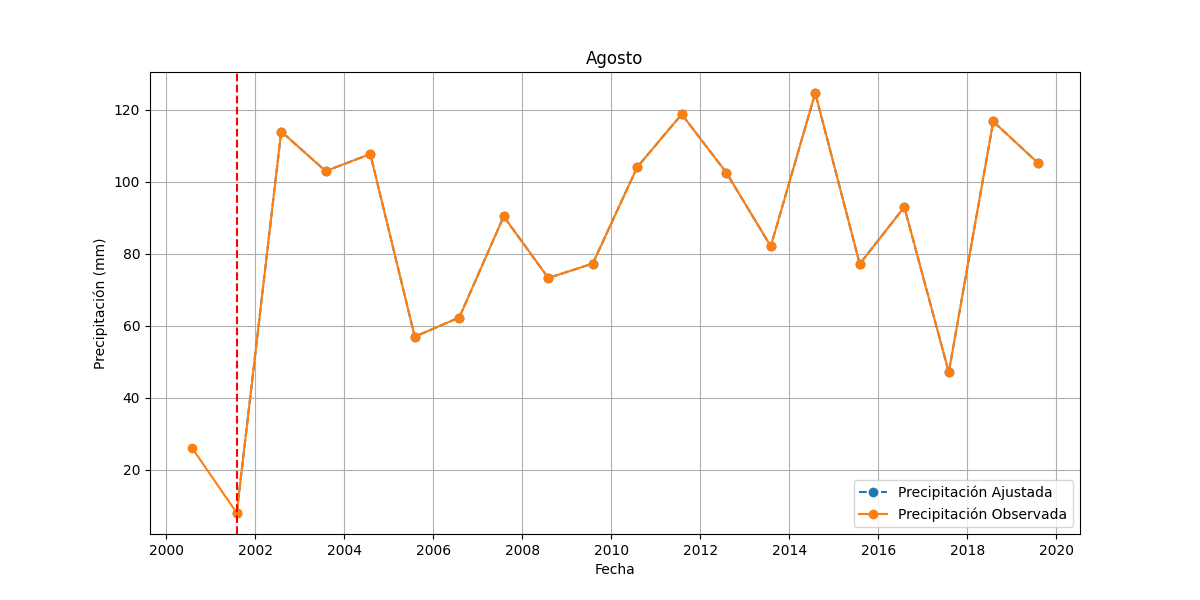 Agosto
120
100
80
60
40
20
Precipitación (mm)
2000 2002 2004 2006 2008 2010 2012 2014 2016 2018 2020
Fecha
Precipitación Ajustada
Precipitación Observada